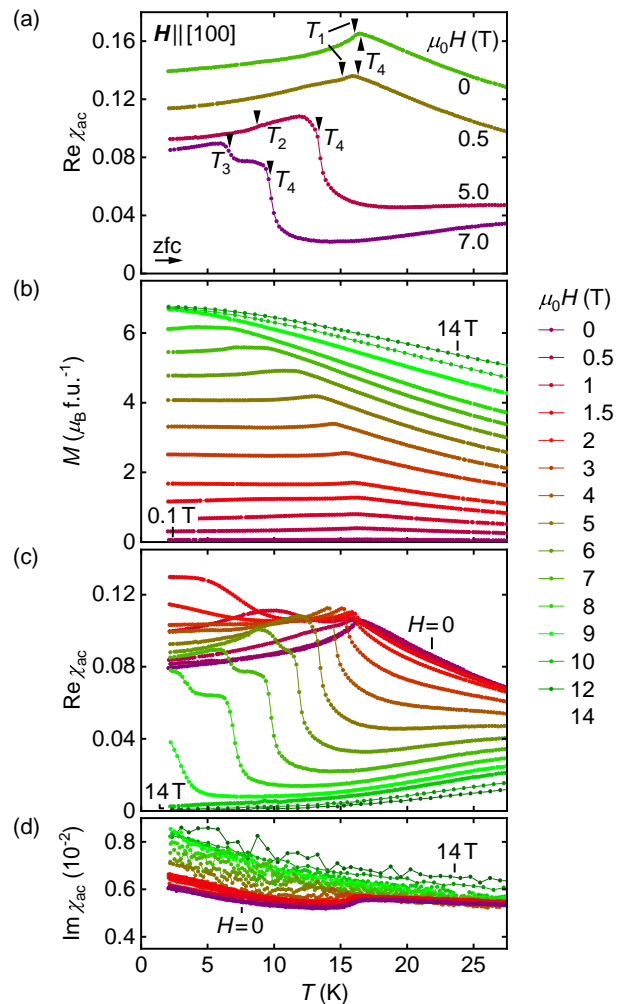 (a)
H||[100]
T1
μ0H (T)
0.16
0.12
0.08
0.04
0
Re χac
T4
0
0.5
T2
T4
T3
T4
5.0
7.0
zfc
(b)
6
4
2
0
M (μB f.u.-1)
14 T
0.1 T
μ0H (T)
0
0.5
1
1.5
2
3
4
5
6
7
8
9
10
12
14
(c)
0.12
0.08
0.04
0
Re χac
H=0
14 T
(d)
0.8
0.6
0.4
Im χac (10-2)
14 T
H=0
0 5 10 15 20 25
T (K)